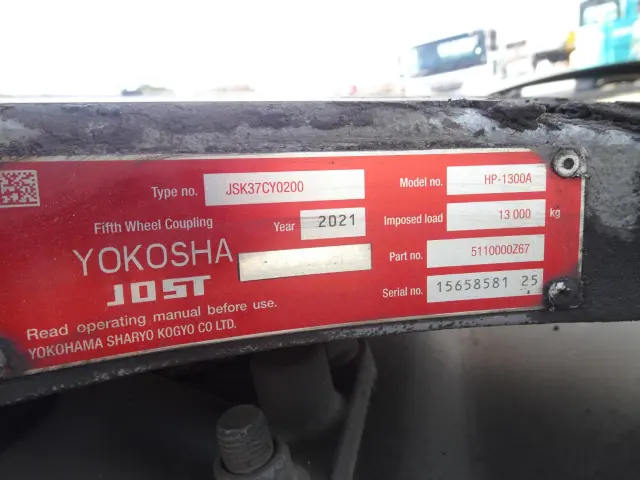 Type no. JSK37CY0200
Model no. HP-1300A
Fifth Wheel Coupling
Year 2021
Imposed load 13 000 kg
YOKOSHA
JOST
Part no. 5110000Z67
Serial no. 15658581 25
Read operating manual before use.
YOKOHAMA SHARYO KOGYO CO LTD.